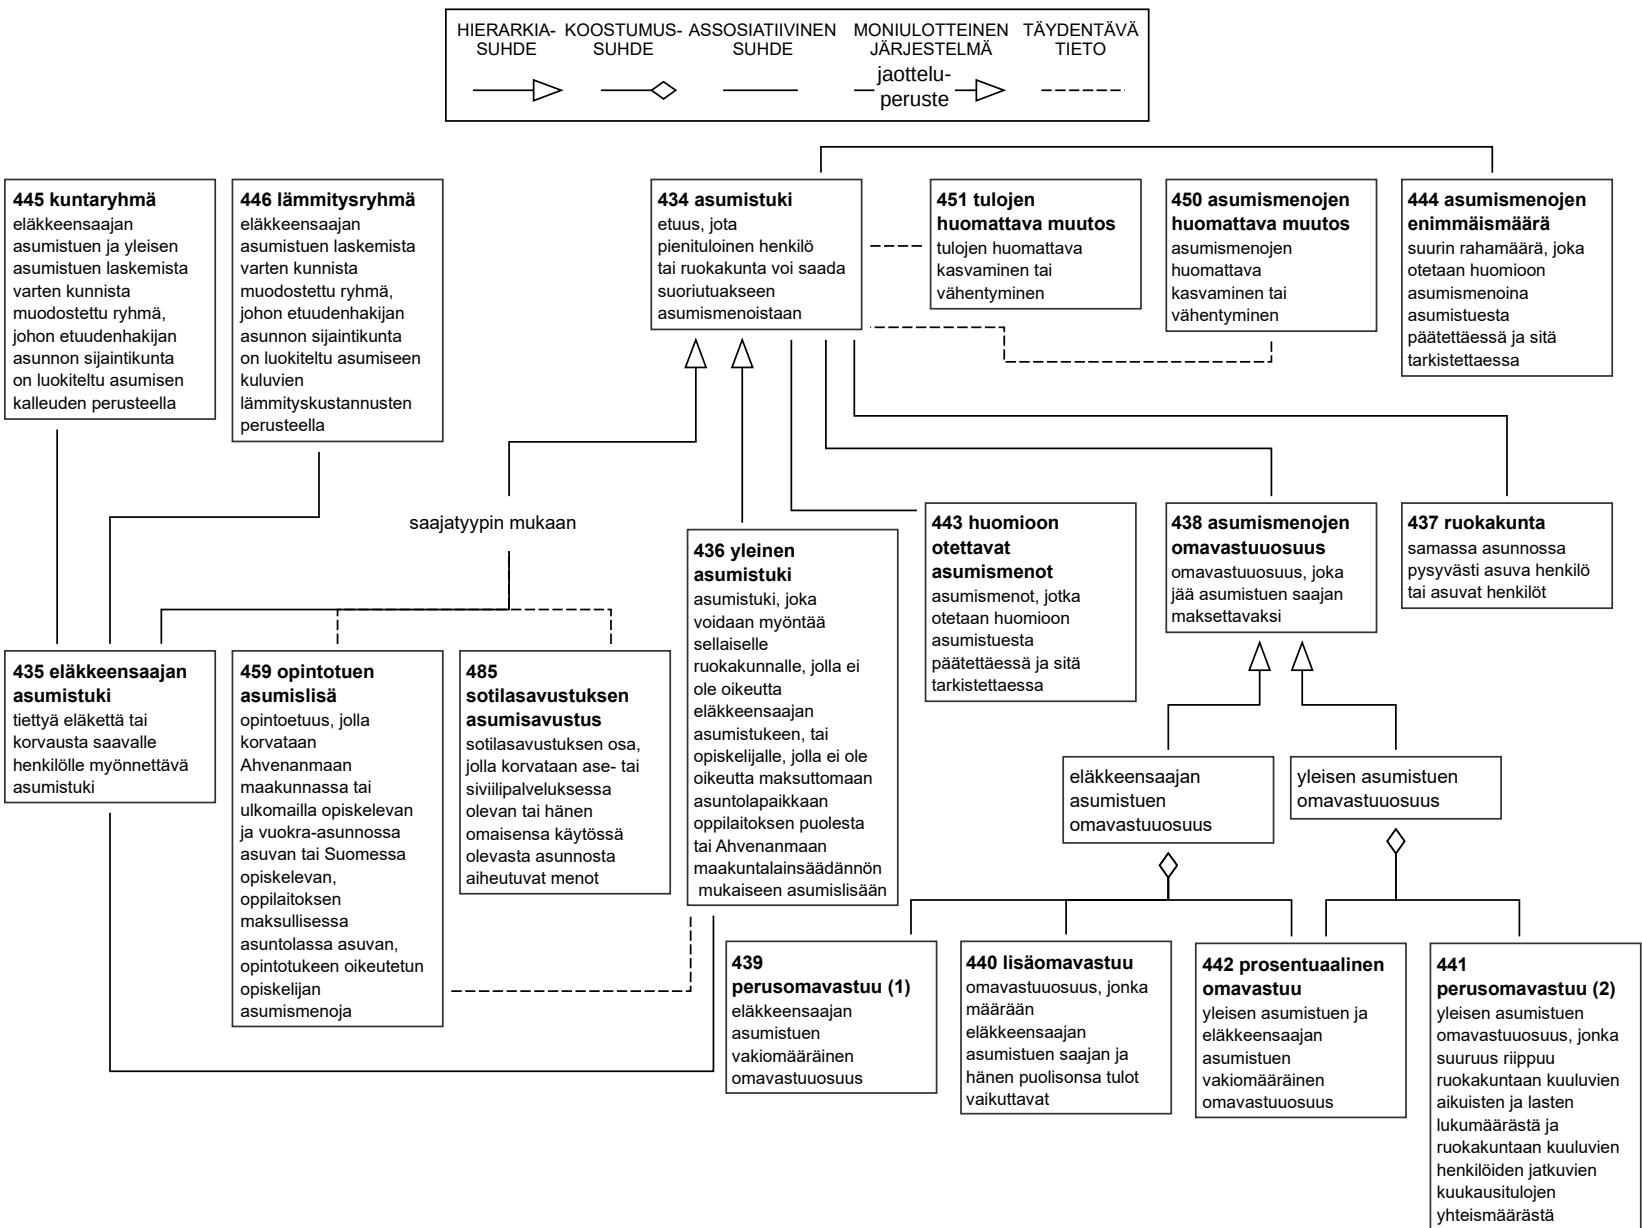 HIERARKIA-
SUHDE
KOOSTUMUS-
SUHDE
ASSOSIATIIVINEN
SUHDE
MONIULOTTEINEN
JÄRJESTELMÄ
TÄYDENTÄVÄ
TIETO
jaottelu-
peruste
445 kuntaryhmä
eläkkeensaajan
asumistuen ja yleisen
asumistuen laskemista
varten kunnista
muodostettu ryhmä,
johon etuudenhakijan
asunnon sijaintikunta
on luokiteltu asumisen
kalleuden perusteella
446 lämmitysryhmä
eläkkeensaajan
asumistuen laskemista
varten kunnista
muodostettu ryhmä,
johon etuudenhakijan
asunnon sijaintikunta
on luokiteltu asumiseen
kuluvien
lämmityskustannusten
perusteella
434 asumistuki
etuus, jota
pienituloinen henkilö
tai ruokakunta voi saada
suoriutuakseen
asumismenoistaan
451 tulojen
huomattava muutos
tulojen huomattava
kasvaminen tai
vähentyminen
450 asumismenojen
huomattava muutos
asumismenojen
huomattava
kasvaminen tai
vähentyminen
444 asumismenojen
enimmäismäärä
suurin rahamäärä, joka
otetaan huomioon
asumismenoina
asumistuesta
päätettäessä ja sitä
tarkistettaessa
saajatyypin mukaan
436 yleinen
asumistuki
asumistuki, joka
voidaan myöntää
sellaiselle
ruokakunnalle, jolla ei
ole oikeutta
eläkkeensaajan
asumistukeen, tai
opiskelijalle, jolla ei ole
oikeutta maksuttomaan
asuntolapaikkaan
oppilaitoksen puolesta
tai Ahvenanmaan
maakuntalainsäädännön
mukaiseen asumislisään
443 huomioon
otettavat
asumismenot
asumismenot, jotka
otetaan huomioon
asumistuesta
päätettäessä ja sitä
tarkistettaessa
438 asumismenojen
omavastuuosuus
omavastuuosuus, joka
jää asumistuen saajan
maksettavaksi
437 ruokakunta
samassa asunnossa
pysyvästi asuva henkilö
tai asuvat henkilöt
435 eläkkeensaajan
asumistuki
tiettyä eläkettä tai
korvausta saavalle
henkilölle myönnettävä
asumistuki
459 opintotuen
asumislisä
opintoetuus, jolla
korvataan
Ahvenanmaan
maakunnassa tai
ulkomailla opiskelevan
ja vuokra-asunnossa
asuvan tai Suomessa
opiskelevan,
oppilaitoksen
maksullisessa
asuntolassa asuvan,
opintotukeen oikeutetun
opiskelijan
asumismenoja
485
sotilasavustuksen
asumisavustus
sotilasavustuksen osa,
jolla korvataan ase- tai
siviilipalveluksessa
olevan tai hänen
omaisensa käytössä
olevasta asunnosta
aiheutuvat menot
eläkkeensaajan
asumistuen
omavastuuosuus
yleisen asumistuen
omavastuuosuus
439
perusomavastuu (1)
eläkkeensaajan
asumistuen
vakiomääräinen
omavastuuosuus
440 lisäomavastuu
omavastuuosuus, jonka
määrään
eläkkeensaajan
asumistuen saajan ja
hänen puolisonsa tulot
vaikuttavat
442 prosentuaalinen
omavastuu
yleisen asumistuen ja
eläkkeensaajan
asumistuen
vakiomääräinen
omavastuuosuus
441
perusomavastuu (2)
yleisen asumistuen
omavastuuosuus, jonka
suuruus riippuu
ruokakuntaan kuuluvien
aikuisten ja lasten
lukumäärästä ja
ruokakuntaan kuuluvien
henkilöiden jatkuvien
kuukausitulojen
yhteismäärästä